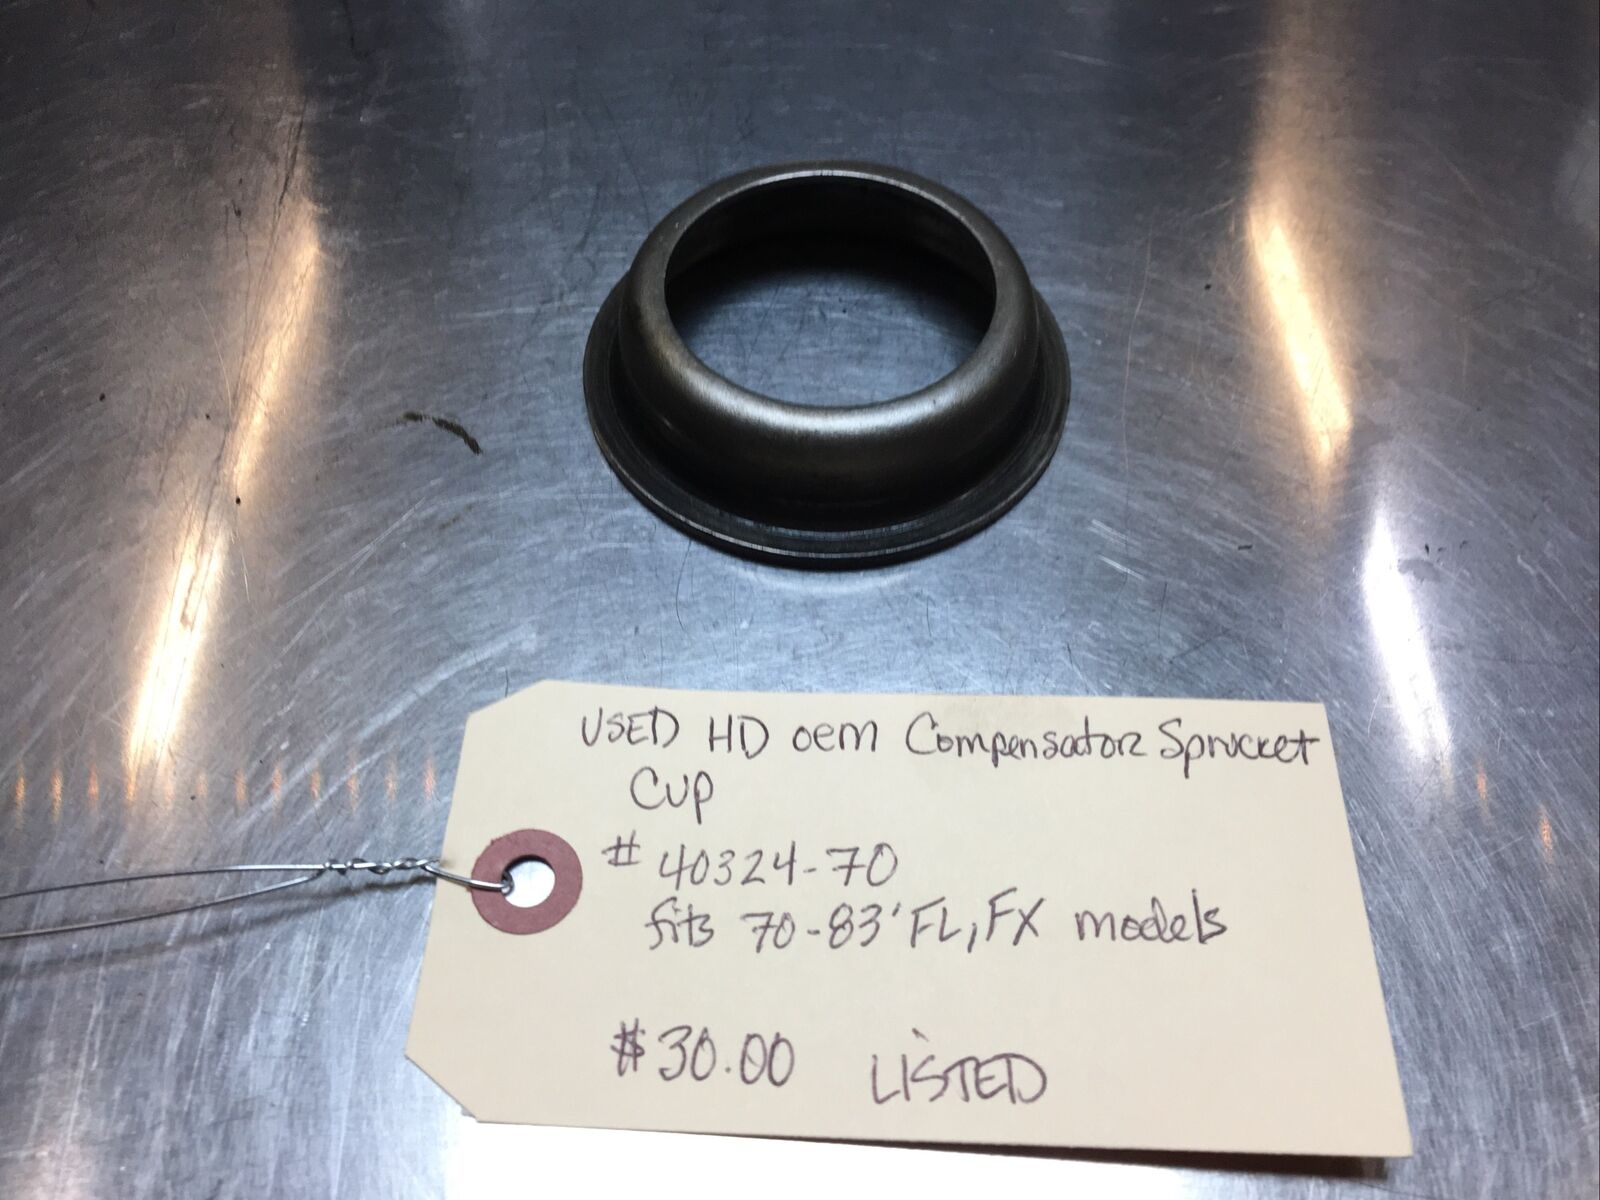 USED HD oem Compensator Sprocket
Cup
# 40324-70
fits 70-83' FL, FX models
$30.00 LISTED